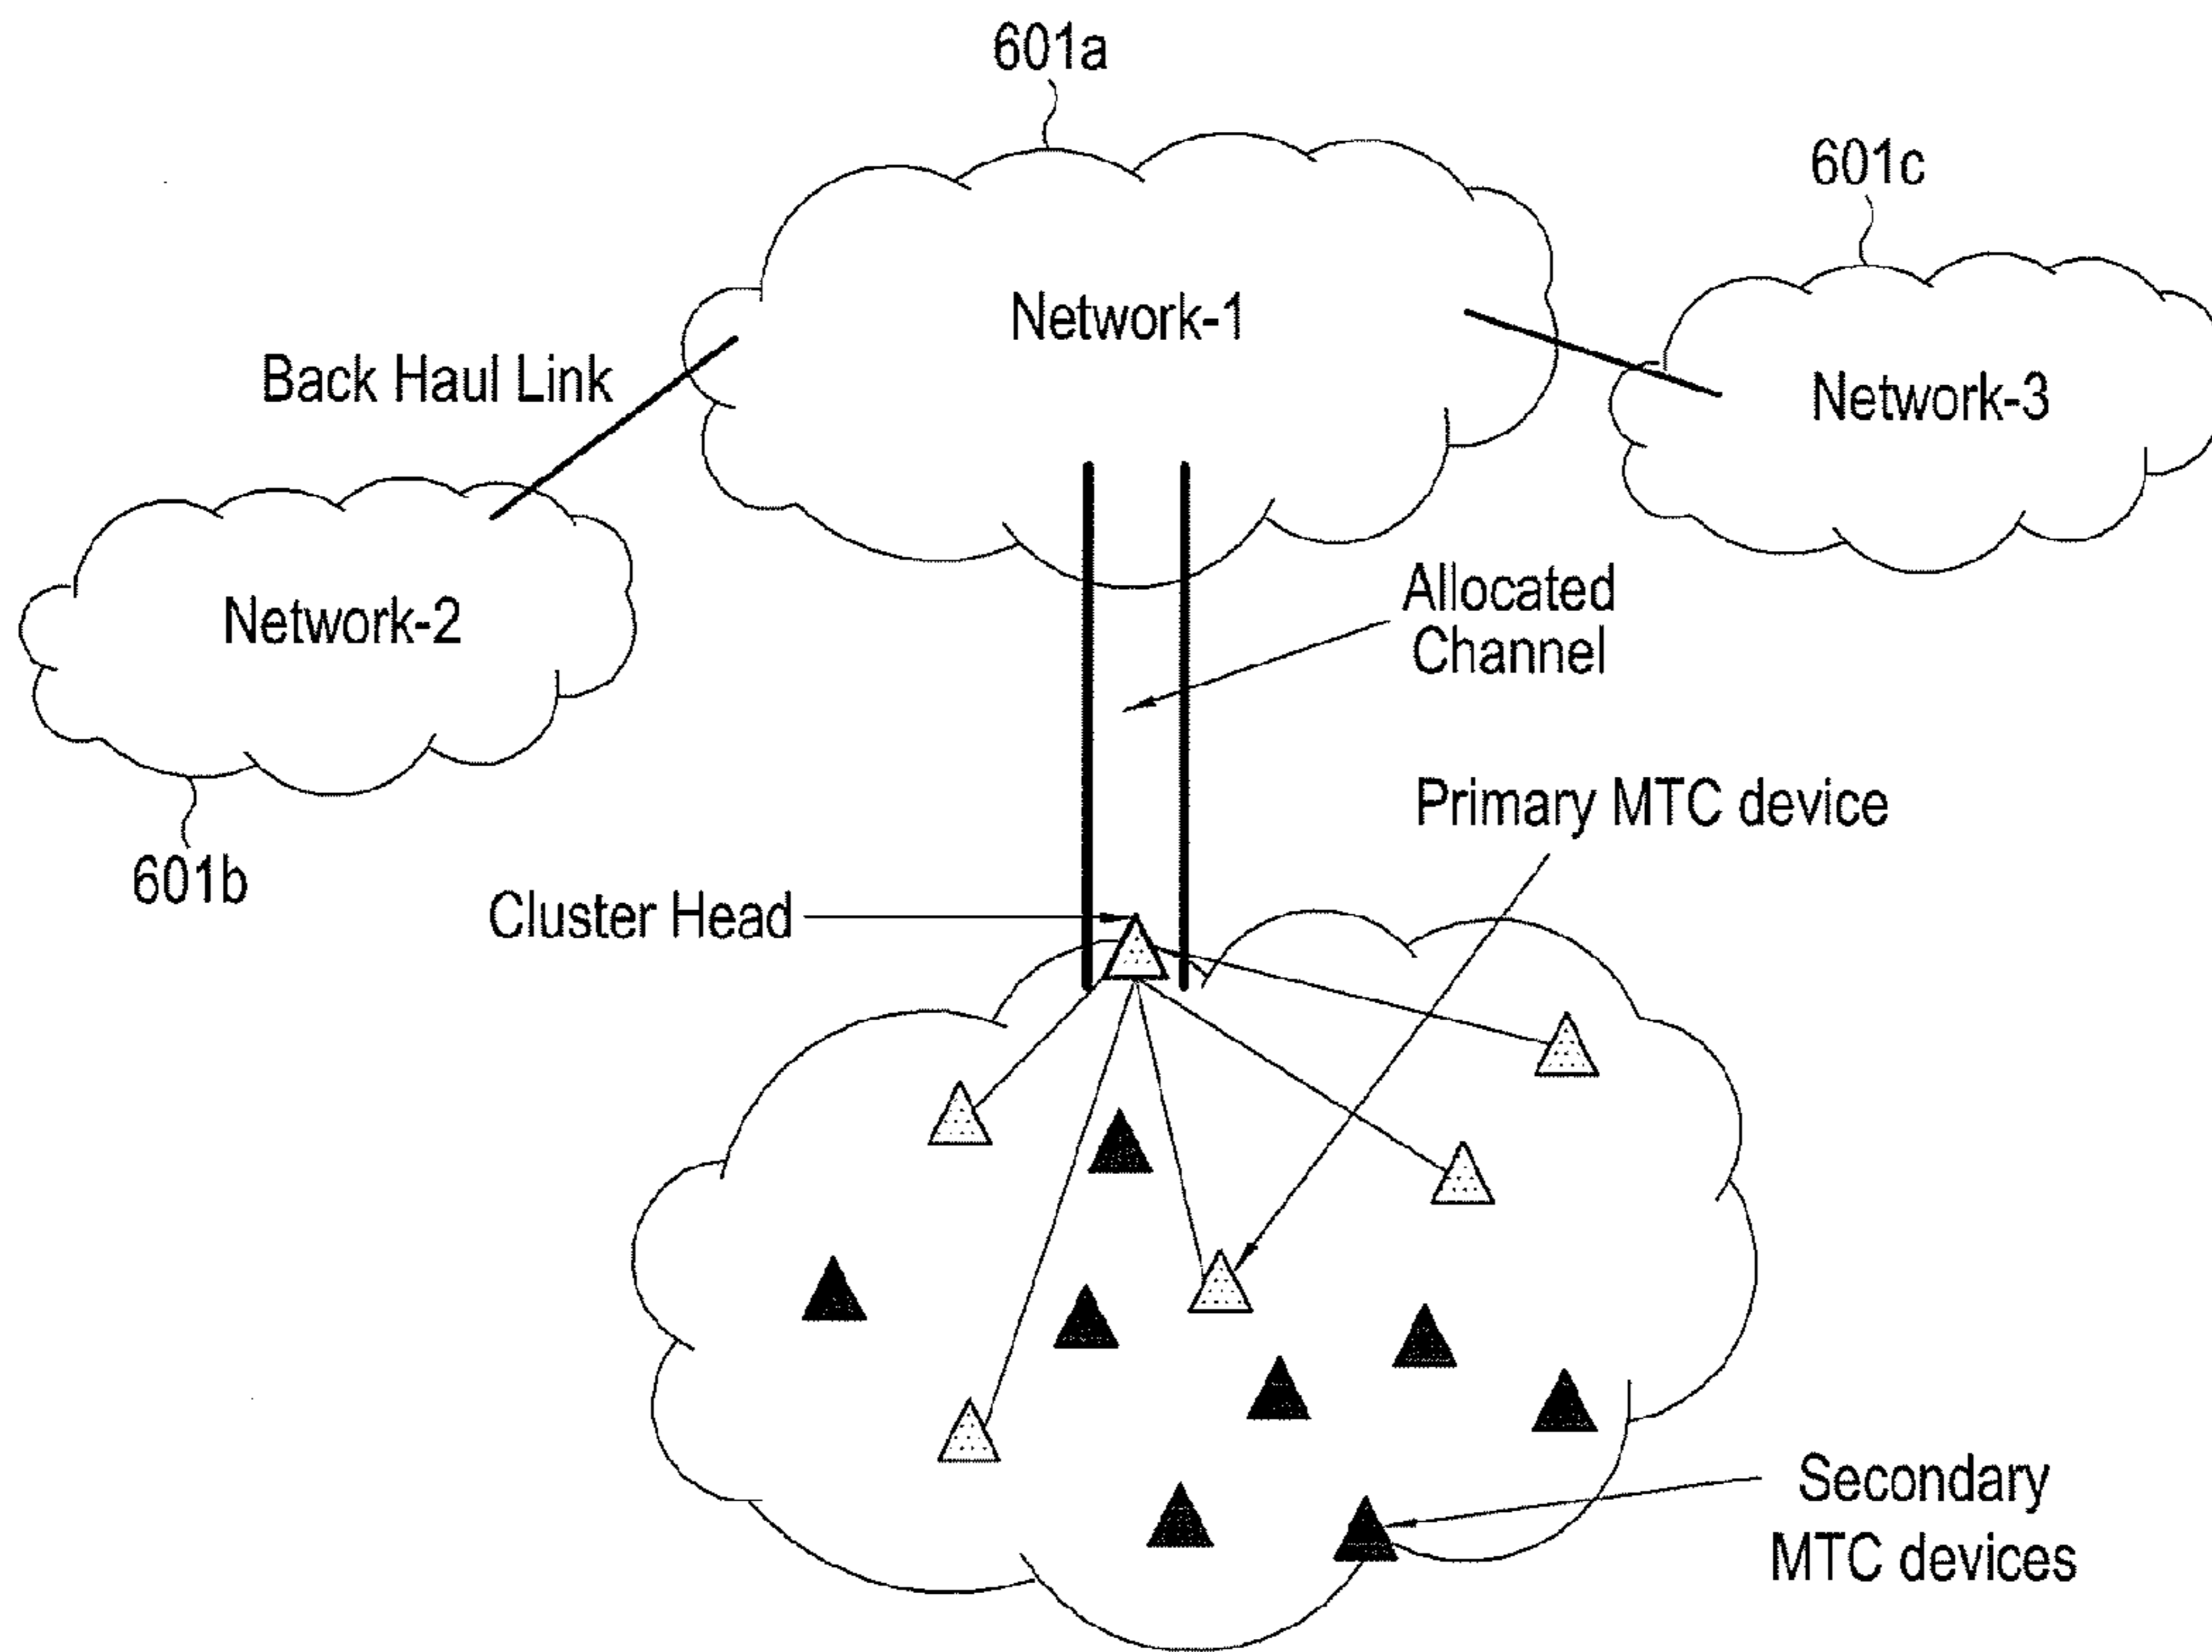 601a
601c
Network-1
Back Haul Link
Network-3
Allocated
Channel
Network-2
Primary MTC device
601b
Cluster Head
Secondary
MTC devices